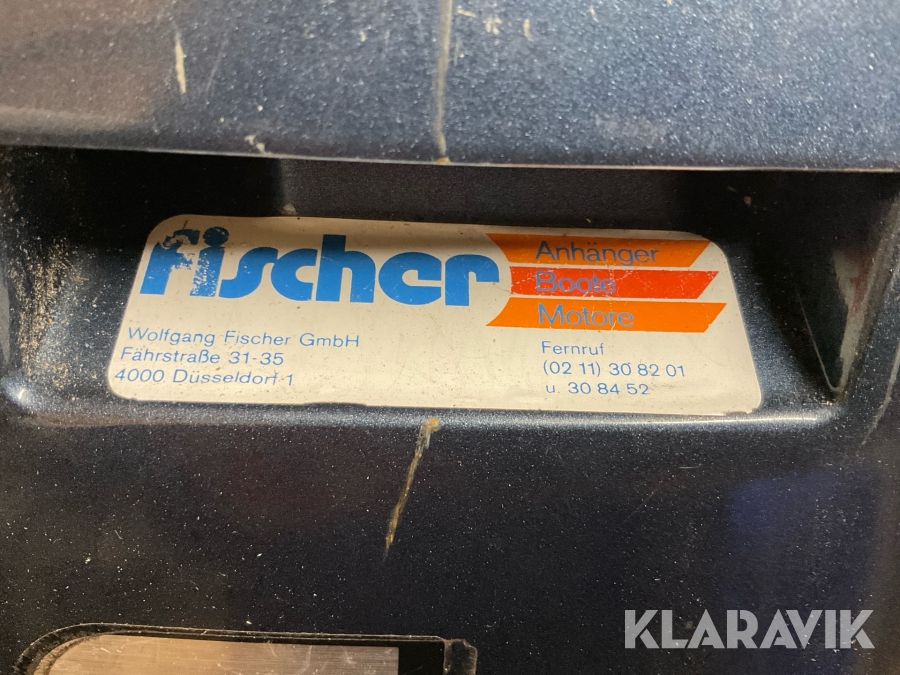 Fischer
Anhänger
Boote
Motore
Wolfgang Fischer GmbH
Fährstraße 31-35
4000 Düsseldorf 1
Fernruf
(02 11) 30 82 01
u. 30 84 52
KLARAVIK